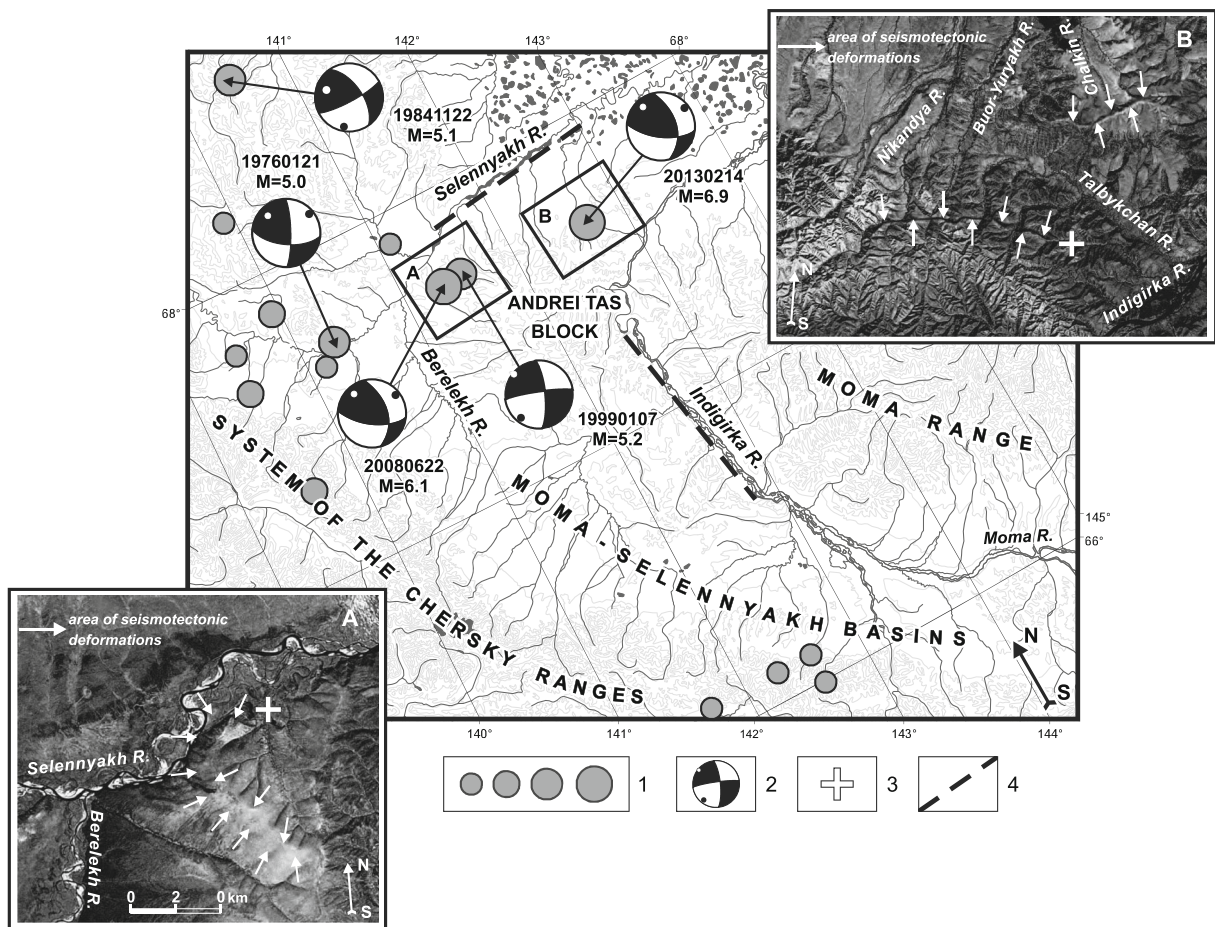 141°
142°
143°
68°
area of seismotectonic
deformations
B
Nikandya R.
Buor-Yuryakh R.
Chalkin R.
Talbykchan R.
Indigirka R.
N
S
19841122
M=5.1
19760121
M=5.0
Selennyakh R.
20130214
M=6.9
B
A
ANDREI TAS
BLOCK
68°
Berelekh R.
19990107
M=5.2
20080622
M=6.1
Indigirka R.
MOMA RANGE
SYSTEM OF THE CHERSKY RANGES
MOMA-SELENNYAKH BASINS
Moma R.
145°
66°
N
S
area of seismotectonic
deformations
A
Selennyakh R.
Berelekh R.
0 2 0 km
N
S
140°
141°
142°
143°
144°
1
2
3
4